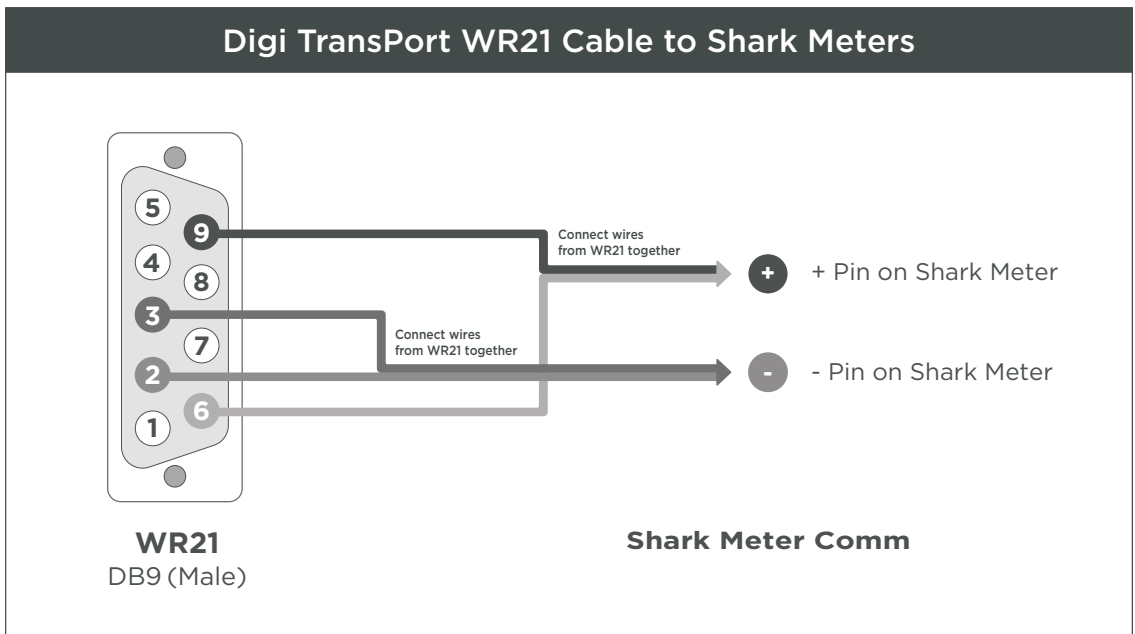 Digi TransPort WR21 Cable to Shark Meters
5
9
4
8
3
7
2
6
1
Connect wires
from WR21 together
Connect wires
from WR21 together
+
+ Pin on Shark Meter
-
- Pin on Shark Meter
WR21
DB9 (Male)
Shark Meter Comm